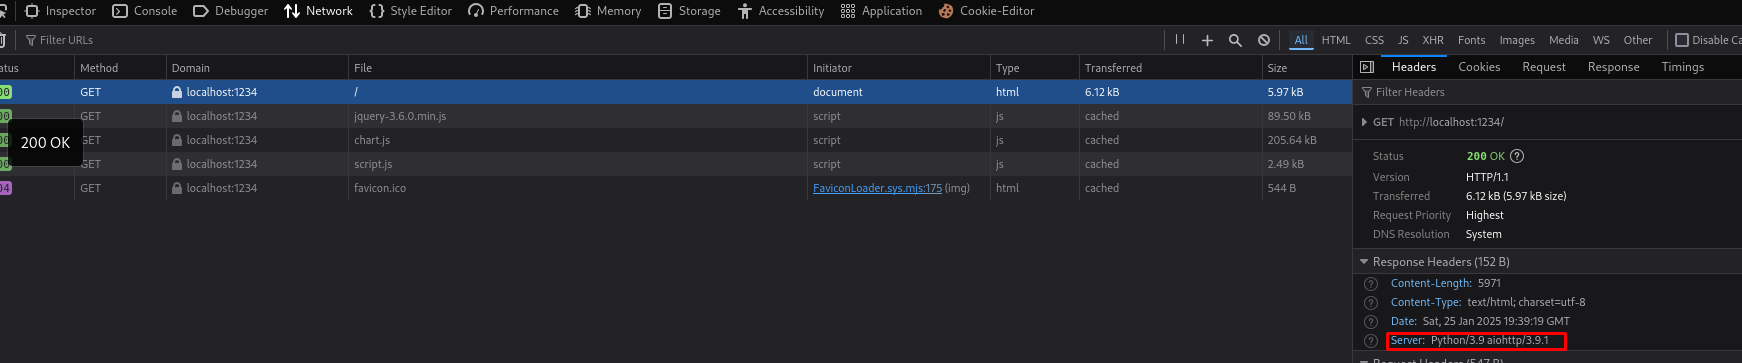 Inspector Console Debugger Network Style Editor Performance Memory Storage Accessibility Application Cookie-Editor
Filter URLs All HTML CSS JS XHR Fonts Images Media WS Other Disable Ca
atus Method Domain File Initiator Type Transferred Size
00 GET localhost:1234 / document html 6.12 kB 5.97 kB
00 GET localhost:1234 jquery-3.6.0.min.js script js cached 89.50 kB
00 GET localhost:1234 chart.js script js cached 205.64 kB
200 OK
00 GET localhost:1234 script.js script js cached 2.49 kB
04 GET localhost:1234 favicon.ico FaviconLoader.sys.mjs:175 (img) html cached 544 B
Headers Cookies Request Response Timings
Filter Headers
GET http://localhost:1234/
Status 200 OK
Version HTTP/1.1
Transferred 6.12 kB (5.97 kB size)
Request Priority Highest
DNS Resolution System
Response Headers (152 B)
Content-Length: 5971
Content-Type: text/html; charset=utf-8
Date: Sat, 25 Jan 2025 19:39:19 GMT
Server: Python/3.9 aiohttp/3.9.1
Request Headers (547 B)